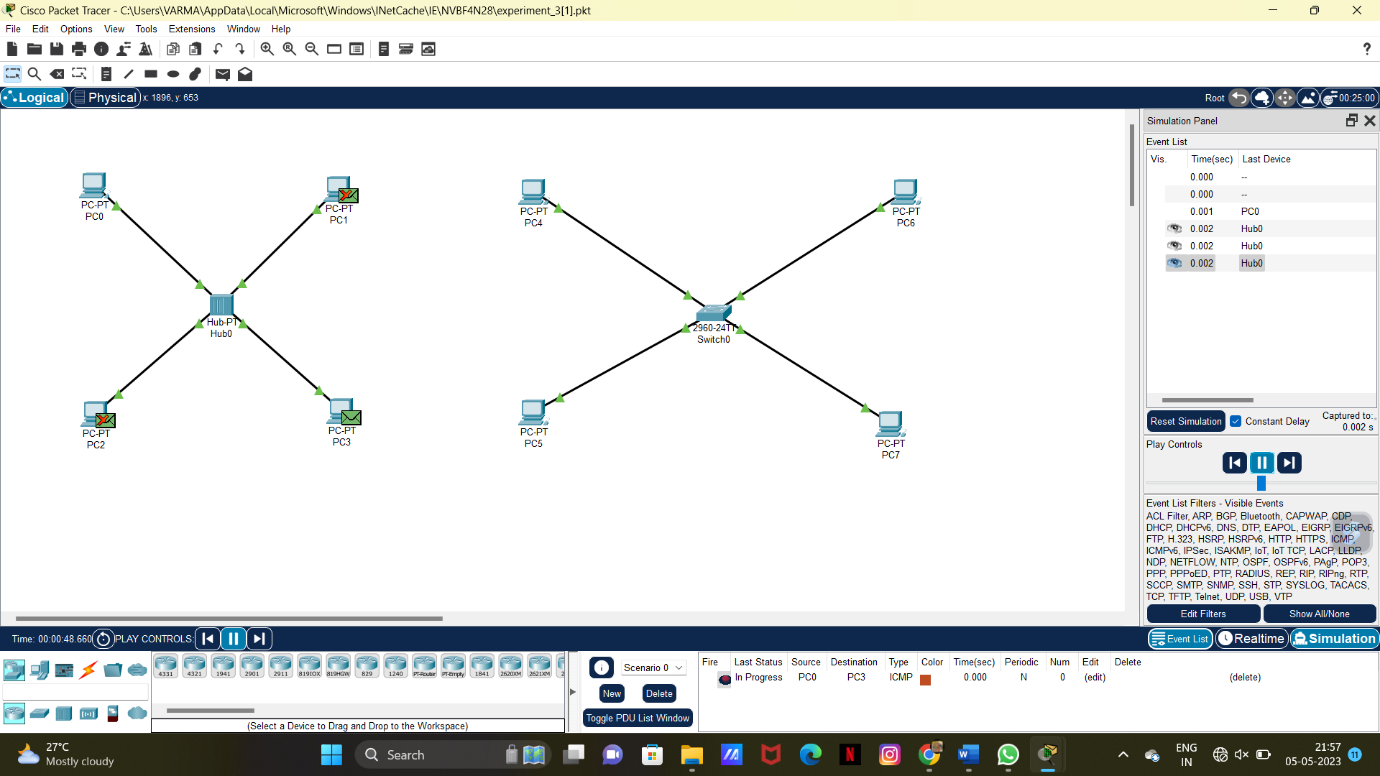 Cisco Packet Tracer - C:\Users\VARMA\AppData\Local\Microsoft\Windows\INetCache\IE\NVBF4N28\experiment_3[1].pkt
File Edit Options View Tools Extensions Window Help
?
Logical Physical x: 1896, y: 653 Root 00:25:00
Simulation Panel
Event List
Vis. Time(sec) Last Device
0.000 --
0.000 --
0.001 PC0
0.002 Hub0
0.002 Hub0
0.002 Hub0
PC-PT
PC0
PC-PT
PC1
PC-PT
PC4
PC-PT
PC6
Hub-PT
Hub0
2960-24TT
Switch0
PC-PT
PC2
PC-PT
PC3
PC-PT
PC5
PC-PT
PC7
Reset Simulation Constant Delay Captured to:
0.002 s
Play Controls
Event List Filters - Visible Events
ACL Filter, ARP, BGP, Bluetooth, CAPWAP, CDP,
DHCP, DHCPv6, DNS, DTP, EAPOL, EIGRP, EIGRPv6,
FTP, H.323, HSRP, HSRPv6, HTTP, HTTPS, ICMP,
ICMPv6, IPSec, ISAKMP, IoT, IoT TCP, LACP, LLDP,
NDP, NETFLOW, NTP, OSPF, OSPFv6, PAgP, POP3,
PPP, PPPoED, PTP, RADIUS, REP, RIP, RIPng, RTP,
SCCP, SMTP, SNMP, SSH, STP, SYSLOG, TACACS,
TCP, TFTP, Telnet, UDP, USB, VTP
Edit Filters Show All/None
Time: 00:00:48.660 PLAY CONTROLS: Event List Realtime Simulation
4331 4321 1941 2901 2911 819IOX 819HGW 829 1240 PT-Router PT-Empty 1841 2620XM 2621XM
(Select a Device to Drag and Drop to the Workspace)
Scenario 0
New Delete
Toggle PDU List Window
Fire Last Status Source Destination Type Color Time(sec) Periodic Num Edit Delete
In Progress PC0 PC3 ICMP 0.000 N 0 (edit) (delete)
27°C
Mostly cloudy
Search
ENG
IN
21:57
05-05-2023
11